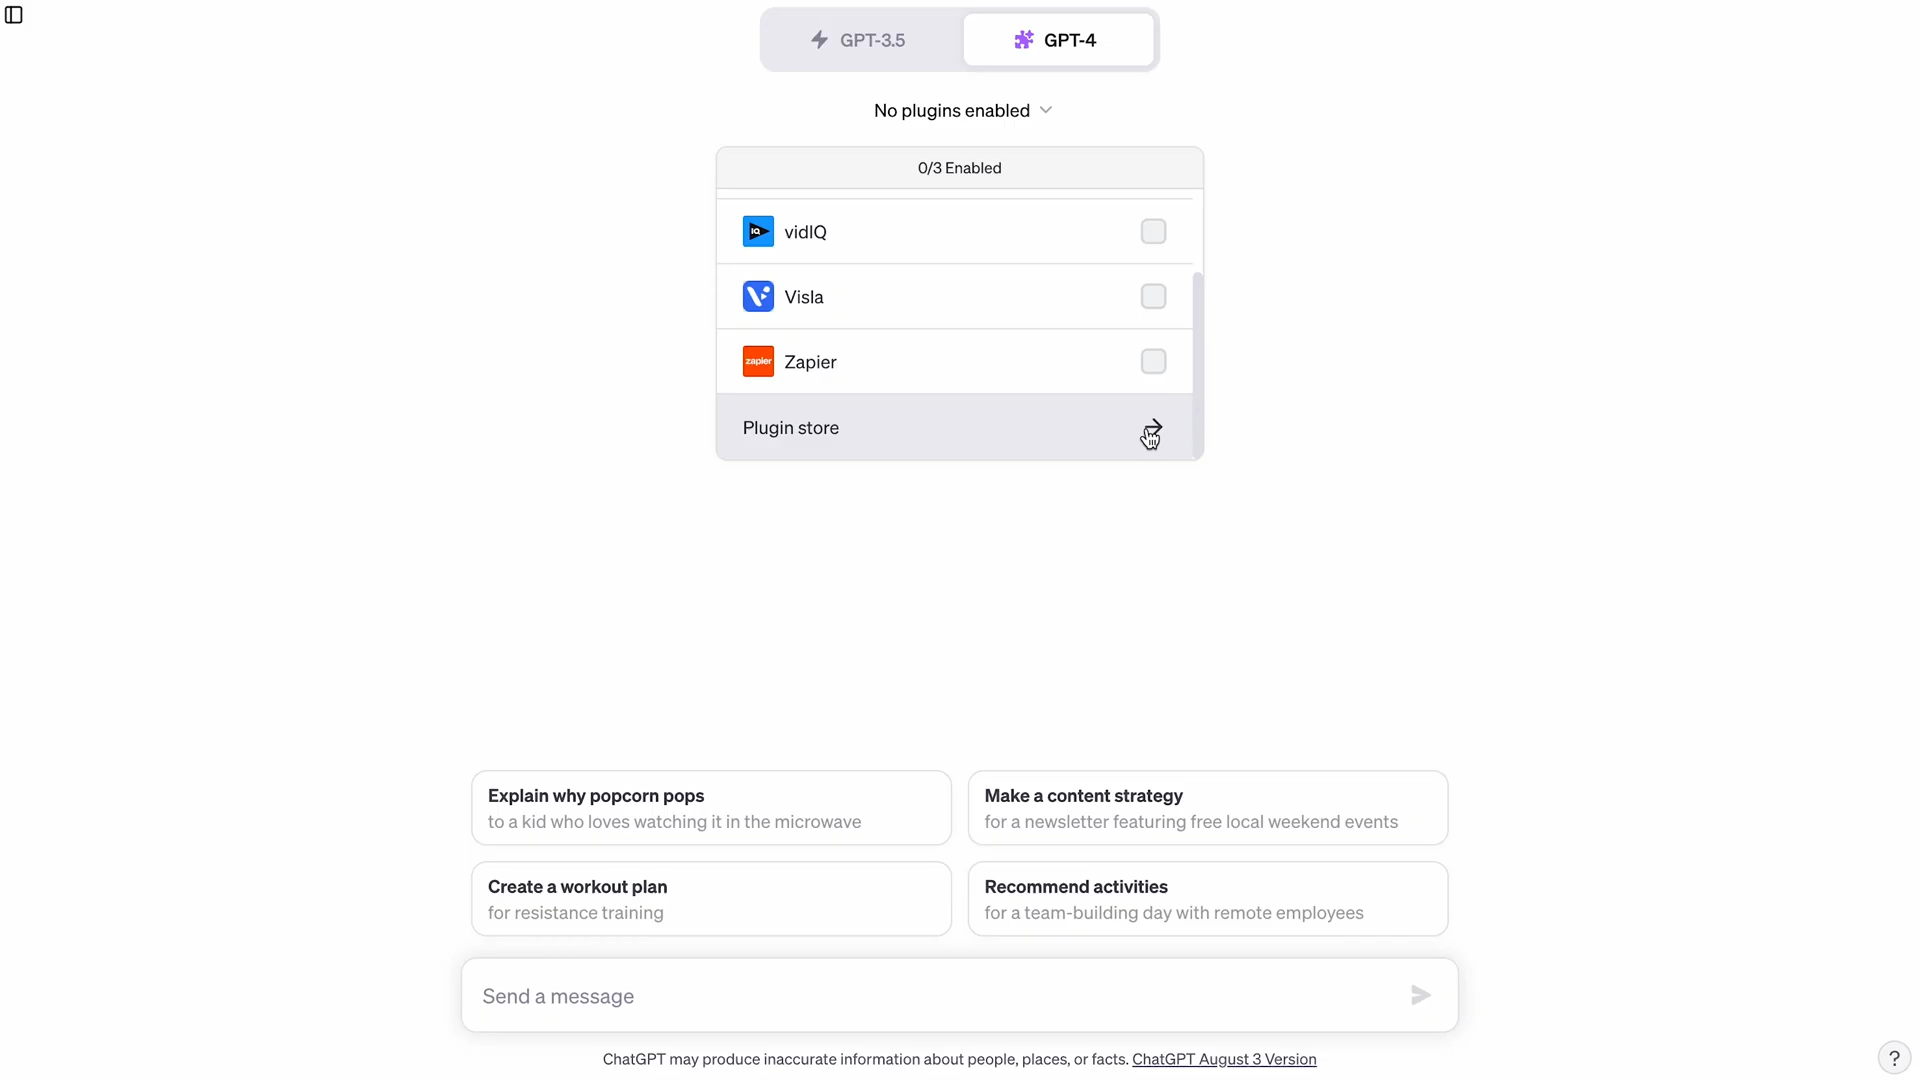 GPT-3.5
GPT-4
No plugins enabled
0/3 Enabled
IQ
vidIQ
Visla
zapier
Zapier
Plugin store
Explain why popcorn pops
to a kid who loves watching it in the microwave
Make a content strategy
for a newsletter featuring free local weekend events
Create a workout plan
for resistance training
Recommend activities
for a team-building day with remote employees
Send a message
ChatGPT may produce inaccurate information about people, places, or facts. ChatGPT August 3 Version
?